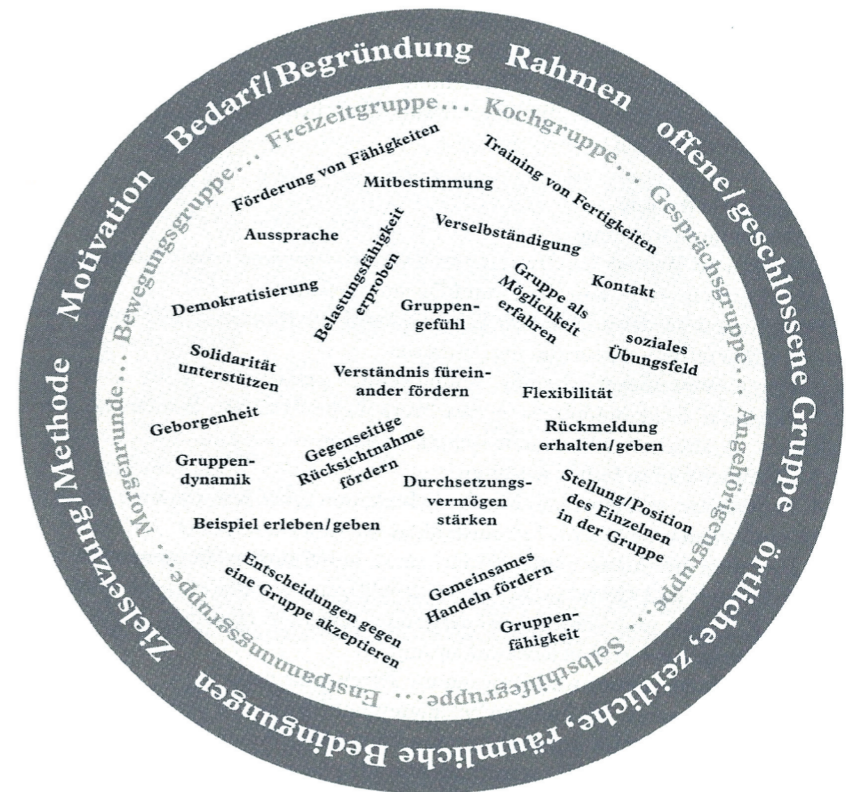 Motivation Bedarf/Begründung Rahmen offene/geschlossene Gruppe örtliche, zeitliche, räumliche Bedingungen Zielsetzung/Methode
Freizeitgruppe... Kochgruppe... Gesprächsgruppe... Angehörigengruppe... Selbsthilfegruppe... Enstpannungsgruppe... Morgenrunde... Bewegungsgruppe...
Förderung von Fähigkeiten
Training von Fertigkeiten
Mitbestimmung
Aussprache
Belastungsfähigkeit
erproben
Verselbständigung
Gruppe als
Möglichkeit
erfahren
Kontakt
Demokratisierung
Gruppen-
gefühl
soziales
Übungsfeld
Solidarität
unterstützen
Verständnis fürein-
ander fördern
Flexibilität
Geborgenheit
Gegenseitige
Rücksichtnahme
fördern
Rückmeldung
erhalten/geben
Gruppen-
dynamik
Durchsetzungs-
vermögen
stärken
Stellung/Position
des Einzelnen
in der Gruppe
Beispiel erleben/geben
Entscheidungen gegen
eine Gruppe akzeptieren
Gemeinsames
Handeln fördern
Gruppen-
fähigkeit